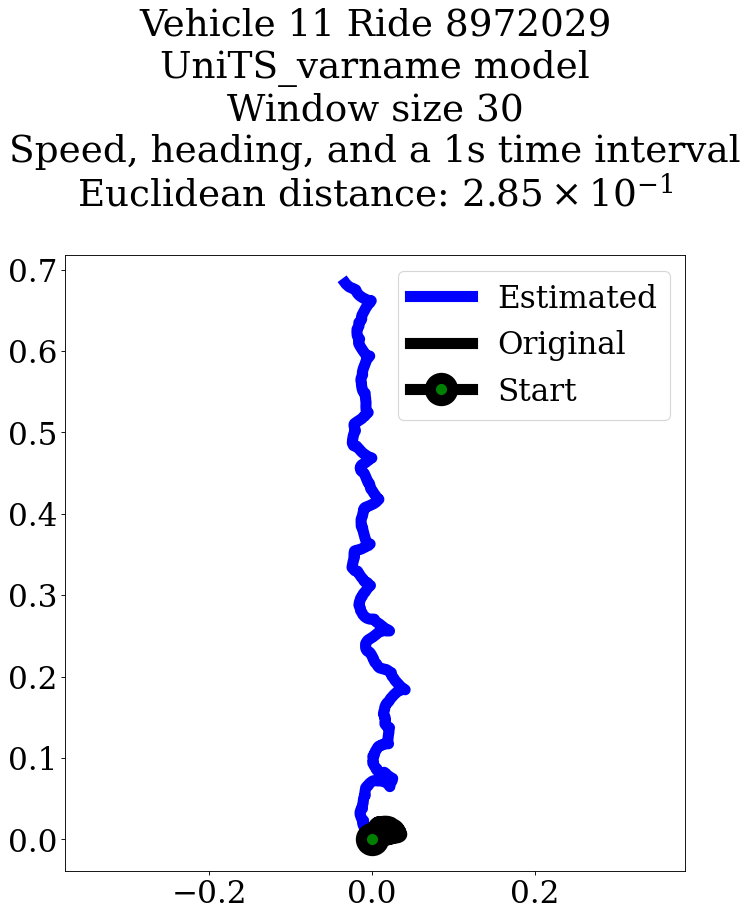 Vehicle 11 Ride 8972029
UniTS_varname model
Window size 30
Speed, heading, and a 1s time interval
Euclidean distance: 2.85 × 10⁻¹
Estimated
Original
Start
0.7
0.6
0.5
0.4
0.3
0.2
0.1
0.0
−0.2 0.0 0.2